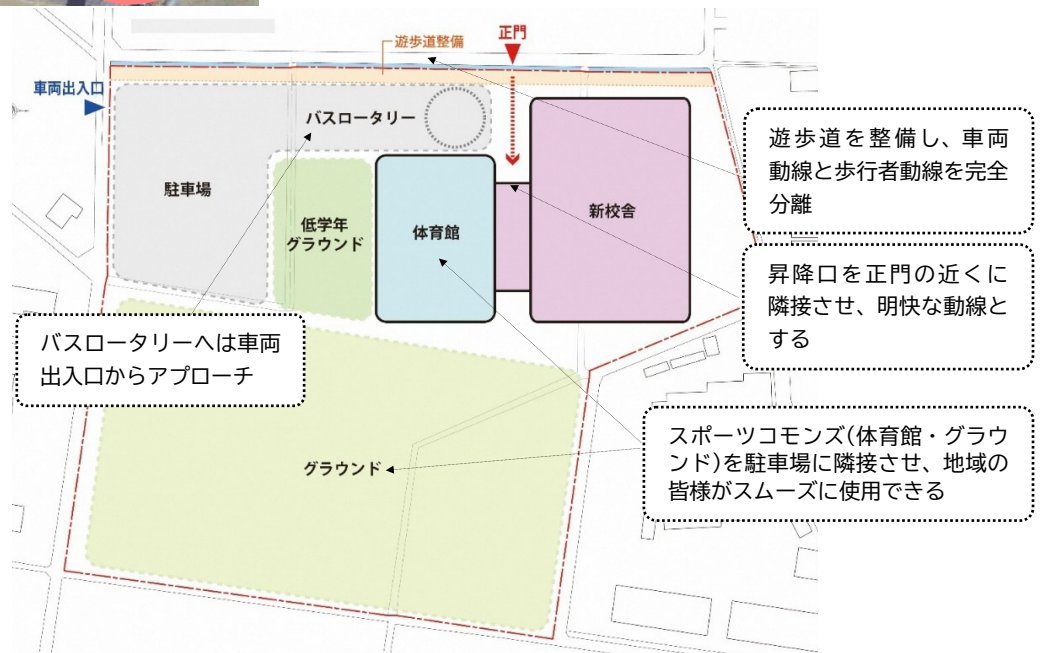 正門
遊歩道整備
車両出入口
バスロータリー
駐車場
低学年
グラウンド
体育館
新校舎
グラウンド
遊歩道を整備し、車両
動線と歩行者動線を完全
分離
昇降口を正門の近くに
隣接させ、明快な動線と
する
バスロータリーへは車両
出入口からアプローチ
スポーツコモンズ(体育館・グラウ
ンド)を駐車場に隣接させ、地域の
皆様がスムーズに使用できる